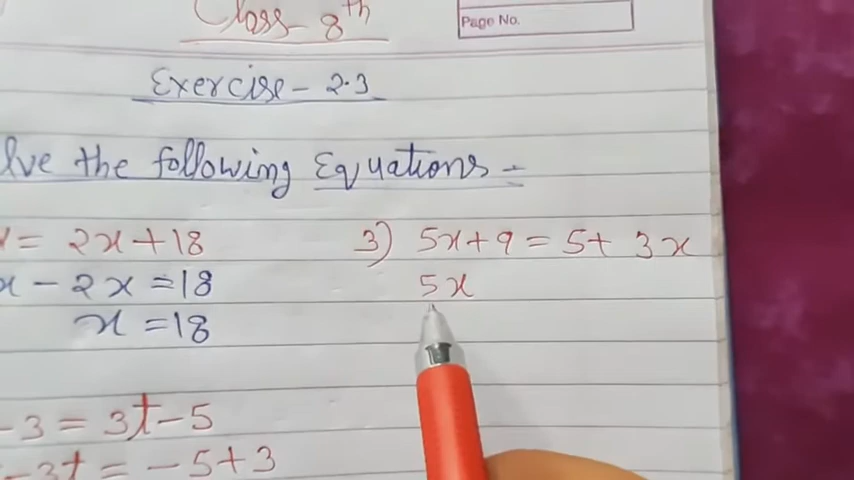 Class - 8th
Page No.
Exercise - 2.3
lve the following Equations -
= 2x + 18
3) 5x + 9 = 5 + 3x
- 2x = 18
5x
x = 18
- 3 = 3t - 5
- 3t = -5 + 3